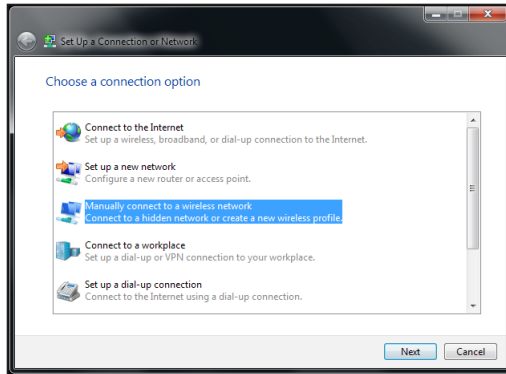 Set Up a Connection or Network
Choose a connection option
Connect to the Internet
Set up a wireless, broadband, or dial-up connection to the Internet.
Set up a new network
Configure a new router or access point.
Manually connect to a wireless network
Connect to a hidden network or create a new wireless profile.
Connect to a workplace
Set up a dial-up or VPN connection to your workplace.
Set up a dial-up connection
Connect to the Internet using a dial-up connection.
Next
Cancel